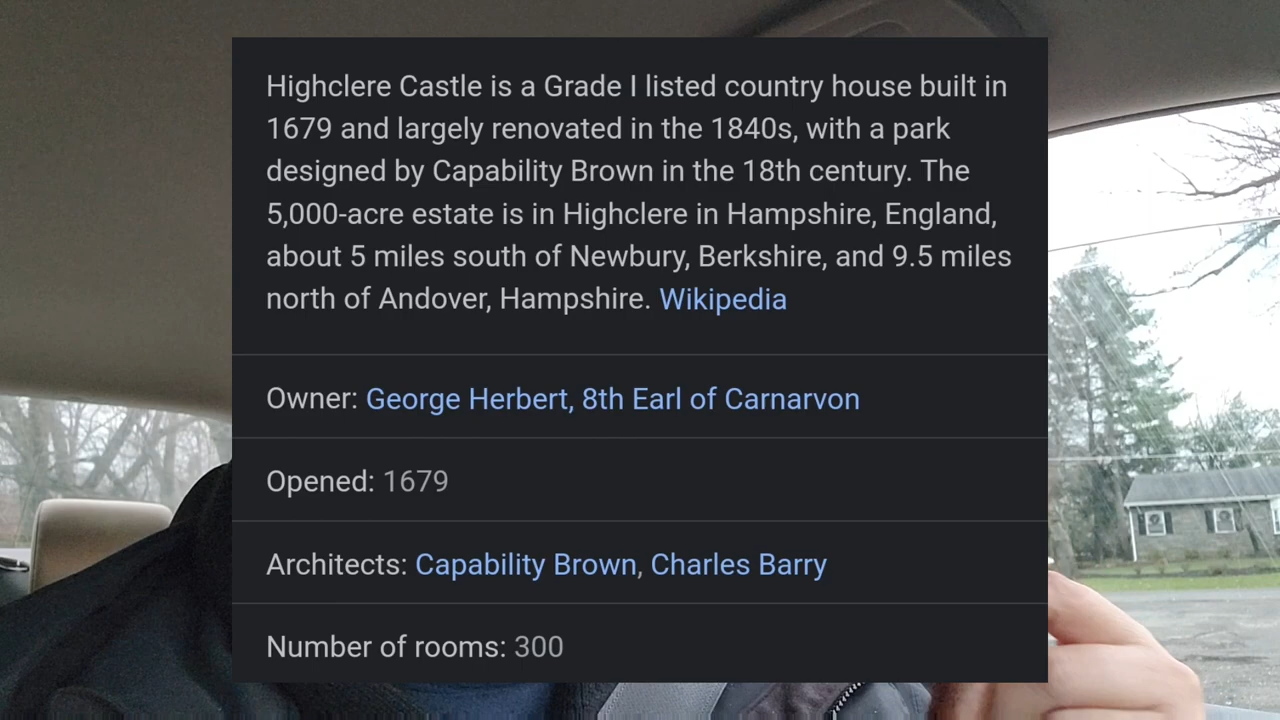 Highclere Castle is a Grade I listed country house built in
1679 and largely renovated in the 1840s, with a park
designed by Capability Brown in the 18th century. The
5,000-acre estate is in Highclere in Hampshire, England,
about 5 miles south of Newbury, Berkshire, and 9.5 miles
north of Andover, Hampshire. Wikipedia
Owner: George Herbert, 8th Earl of Carnarvon
Opened: 1679
Architects: Capability Brown, Charles Barry
Number of rooms: 300